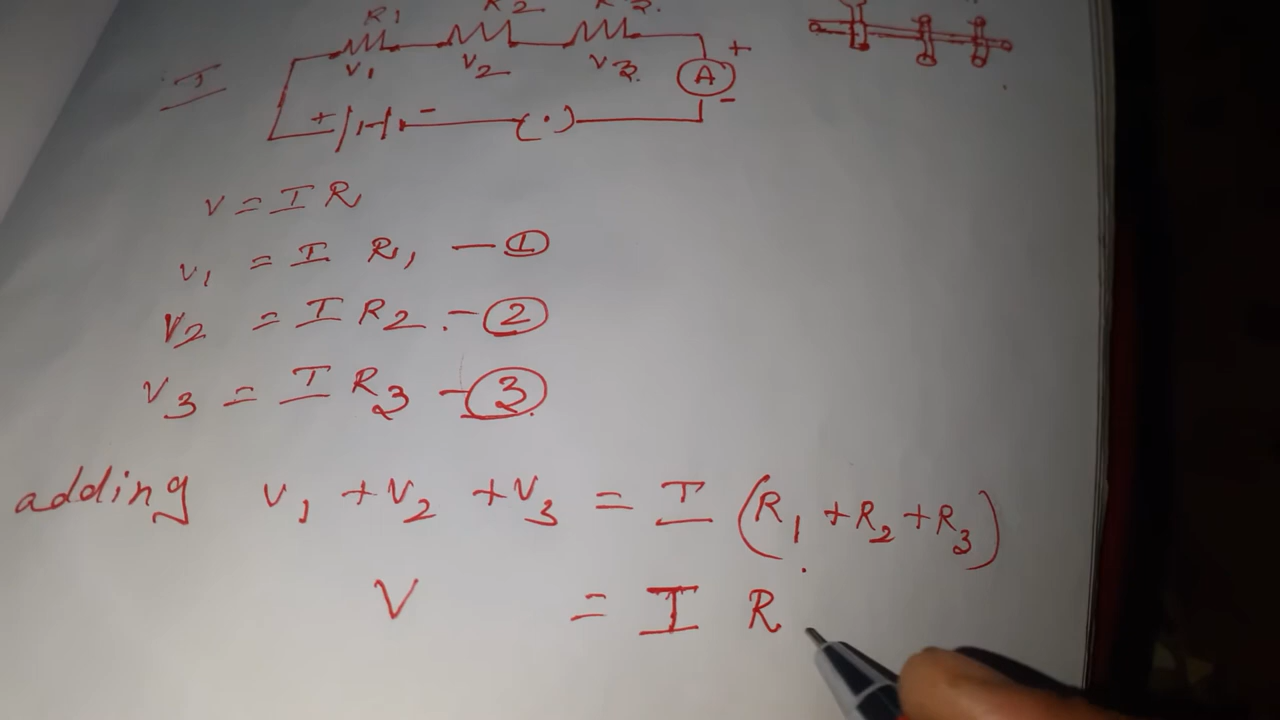 R1 R2 R3
I V1 V2 V3 A +
+ - (.) -
V = I R
V1 = I R1 - 1
V2 = I R2 .- 2
V3 = I R3 - 3
adding V1 + V2 + V3 = I (R1 + R2 + R3)
V = I R